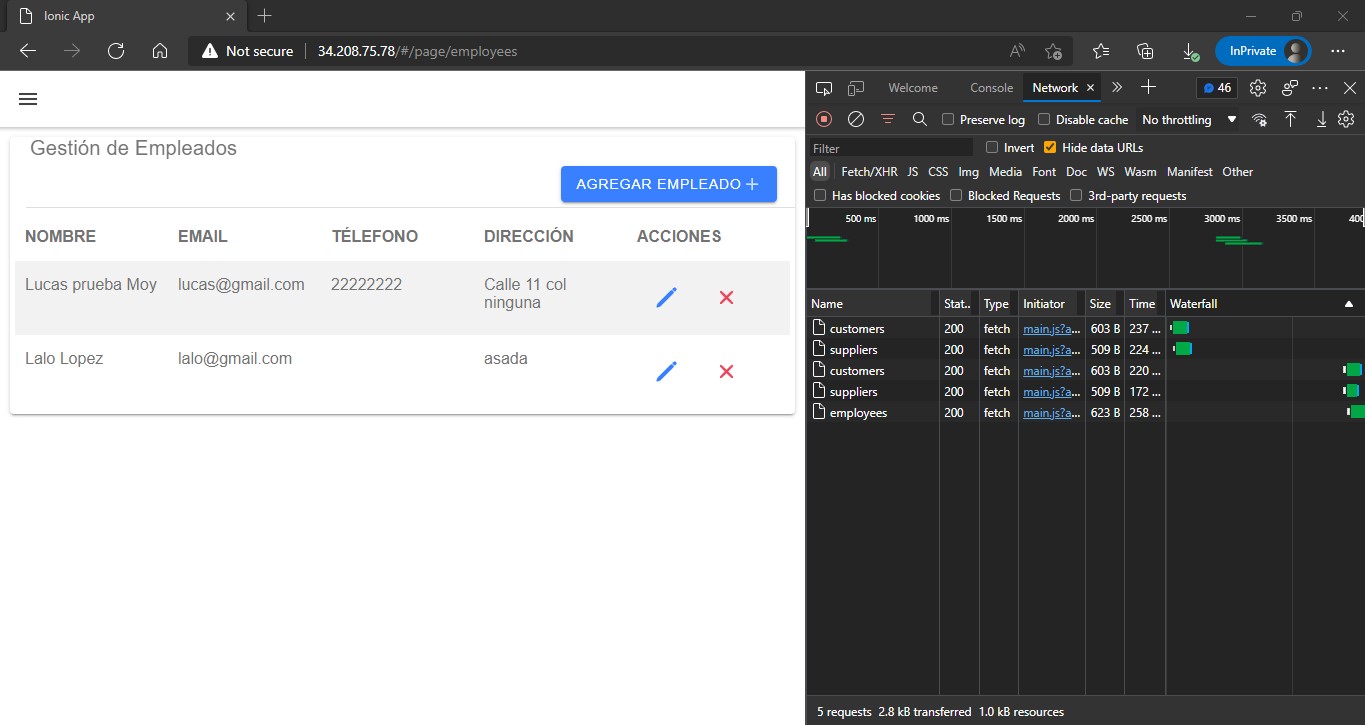 Ionic App
Not secure 34.208.75.78/#/page/employees
InPrivate
Gestión de Empleados
AGREGAR EMPLEADO
NOMBRE EMAIL TÉLEFONO DIRECCIÓN ACCIONES
Lucas prueba Moy lucas@gmail.com 22222222 Calle 11 col
ninguna
Lalo Lopez lalo@gmail.com asada
Welcome Console Network 46
Preserve log Disable cache No throttling
Filter Invert Hide data URLs
All Fetch/XHR JS CSS Img Media Font Doc WS Wasm Manifest Other
Has blocked cookies Blocked Requests 3rd-party requests
500 ms 1000 ms 1500 ms 2000 ms 2500 ms 3000 ms 3500 ms 400
Name Stat.. Type Initiator Size Time Waterfall
customers 200 fetch main.js?a... 603 B 237 ...
suppliers 200 fetch main.js?a... 509 B 224 ...
customers 200 fetch main.js?a... 603 B 220 ...
suppliers 200 fetch main.js?a... 509 B 172 ...
employees 200 fetch main.js?a... 623 B 258 ...
5 requests 2.8 kB transferred 1.0 kB resources